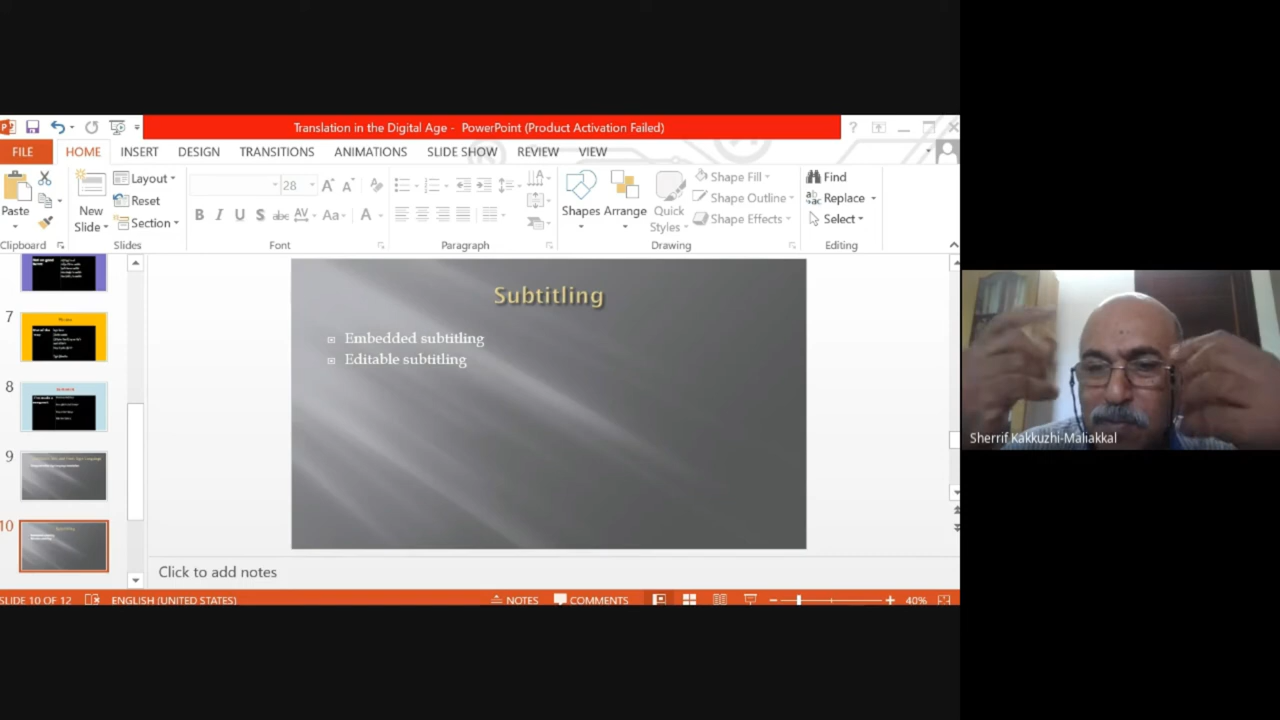 Translation in the Digital Age - PowerPoint (Product Activation Failed)
?
FILE HOME INSERT DESIGN TRANSITIONS ANIMATIONS SLIDE SHOW REVIEW VIEW
Paste
New
Slide
Layout
Reset
Section
28
B I U S abc AV Aa A
Shapes
Arrange
Quick
Styles
Shape Fill
Shape Outline
Shape Effects
Find
Replace
Select
Clipboard Slides Font Paragraph Drawing Editing
7
8
9
10
Subtitling
Embedded subtitling
Editable subtitling
Click to add notes
SLIDE 10 OF 12 ENGLISH (UNITED STATES) NOTES COMMENTS 40%
Sherrif Kakkuzhi-Maliakkal